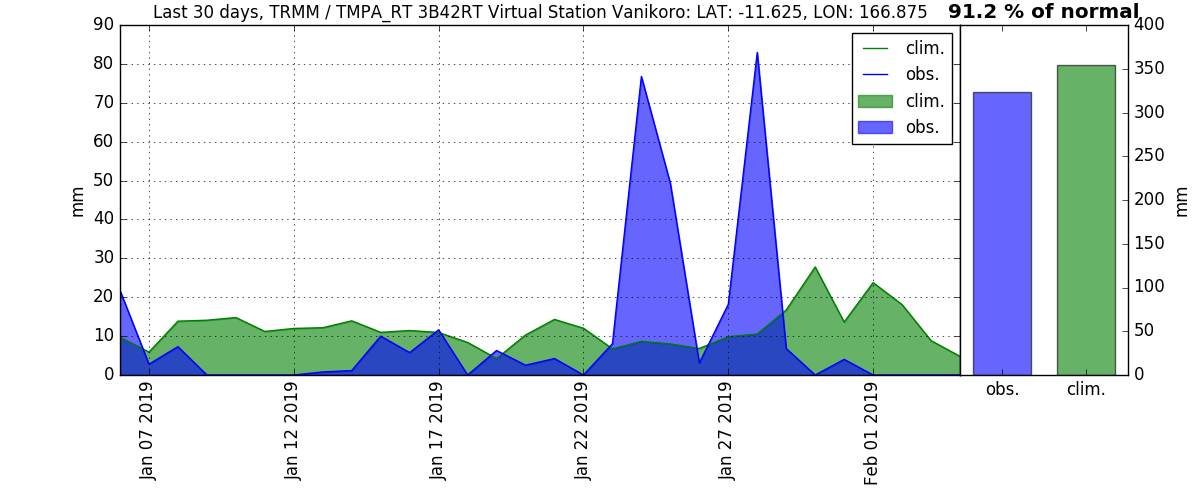 Last 30 days, TRMM / TMPA_RT 3B42RT Virtual Station Vanikoro: LAT: -11.625, LON: 166.875
91.2 % of normal
90
80
70
60
50
40
30
20
10
0
mm
clim.
obs.
clim.
obs.
Jan 07 2019
Jan 12 2019
Jan 17 2019
Jan 22 2019
Jan 27 2019
Feb 01 2019
400
350
300
250
200
150
100
50
0
mm
obs.
clim.